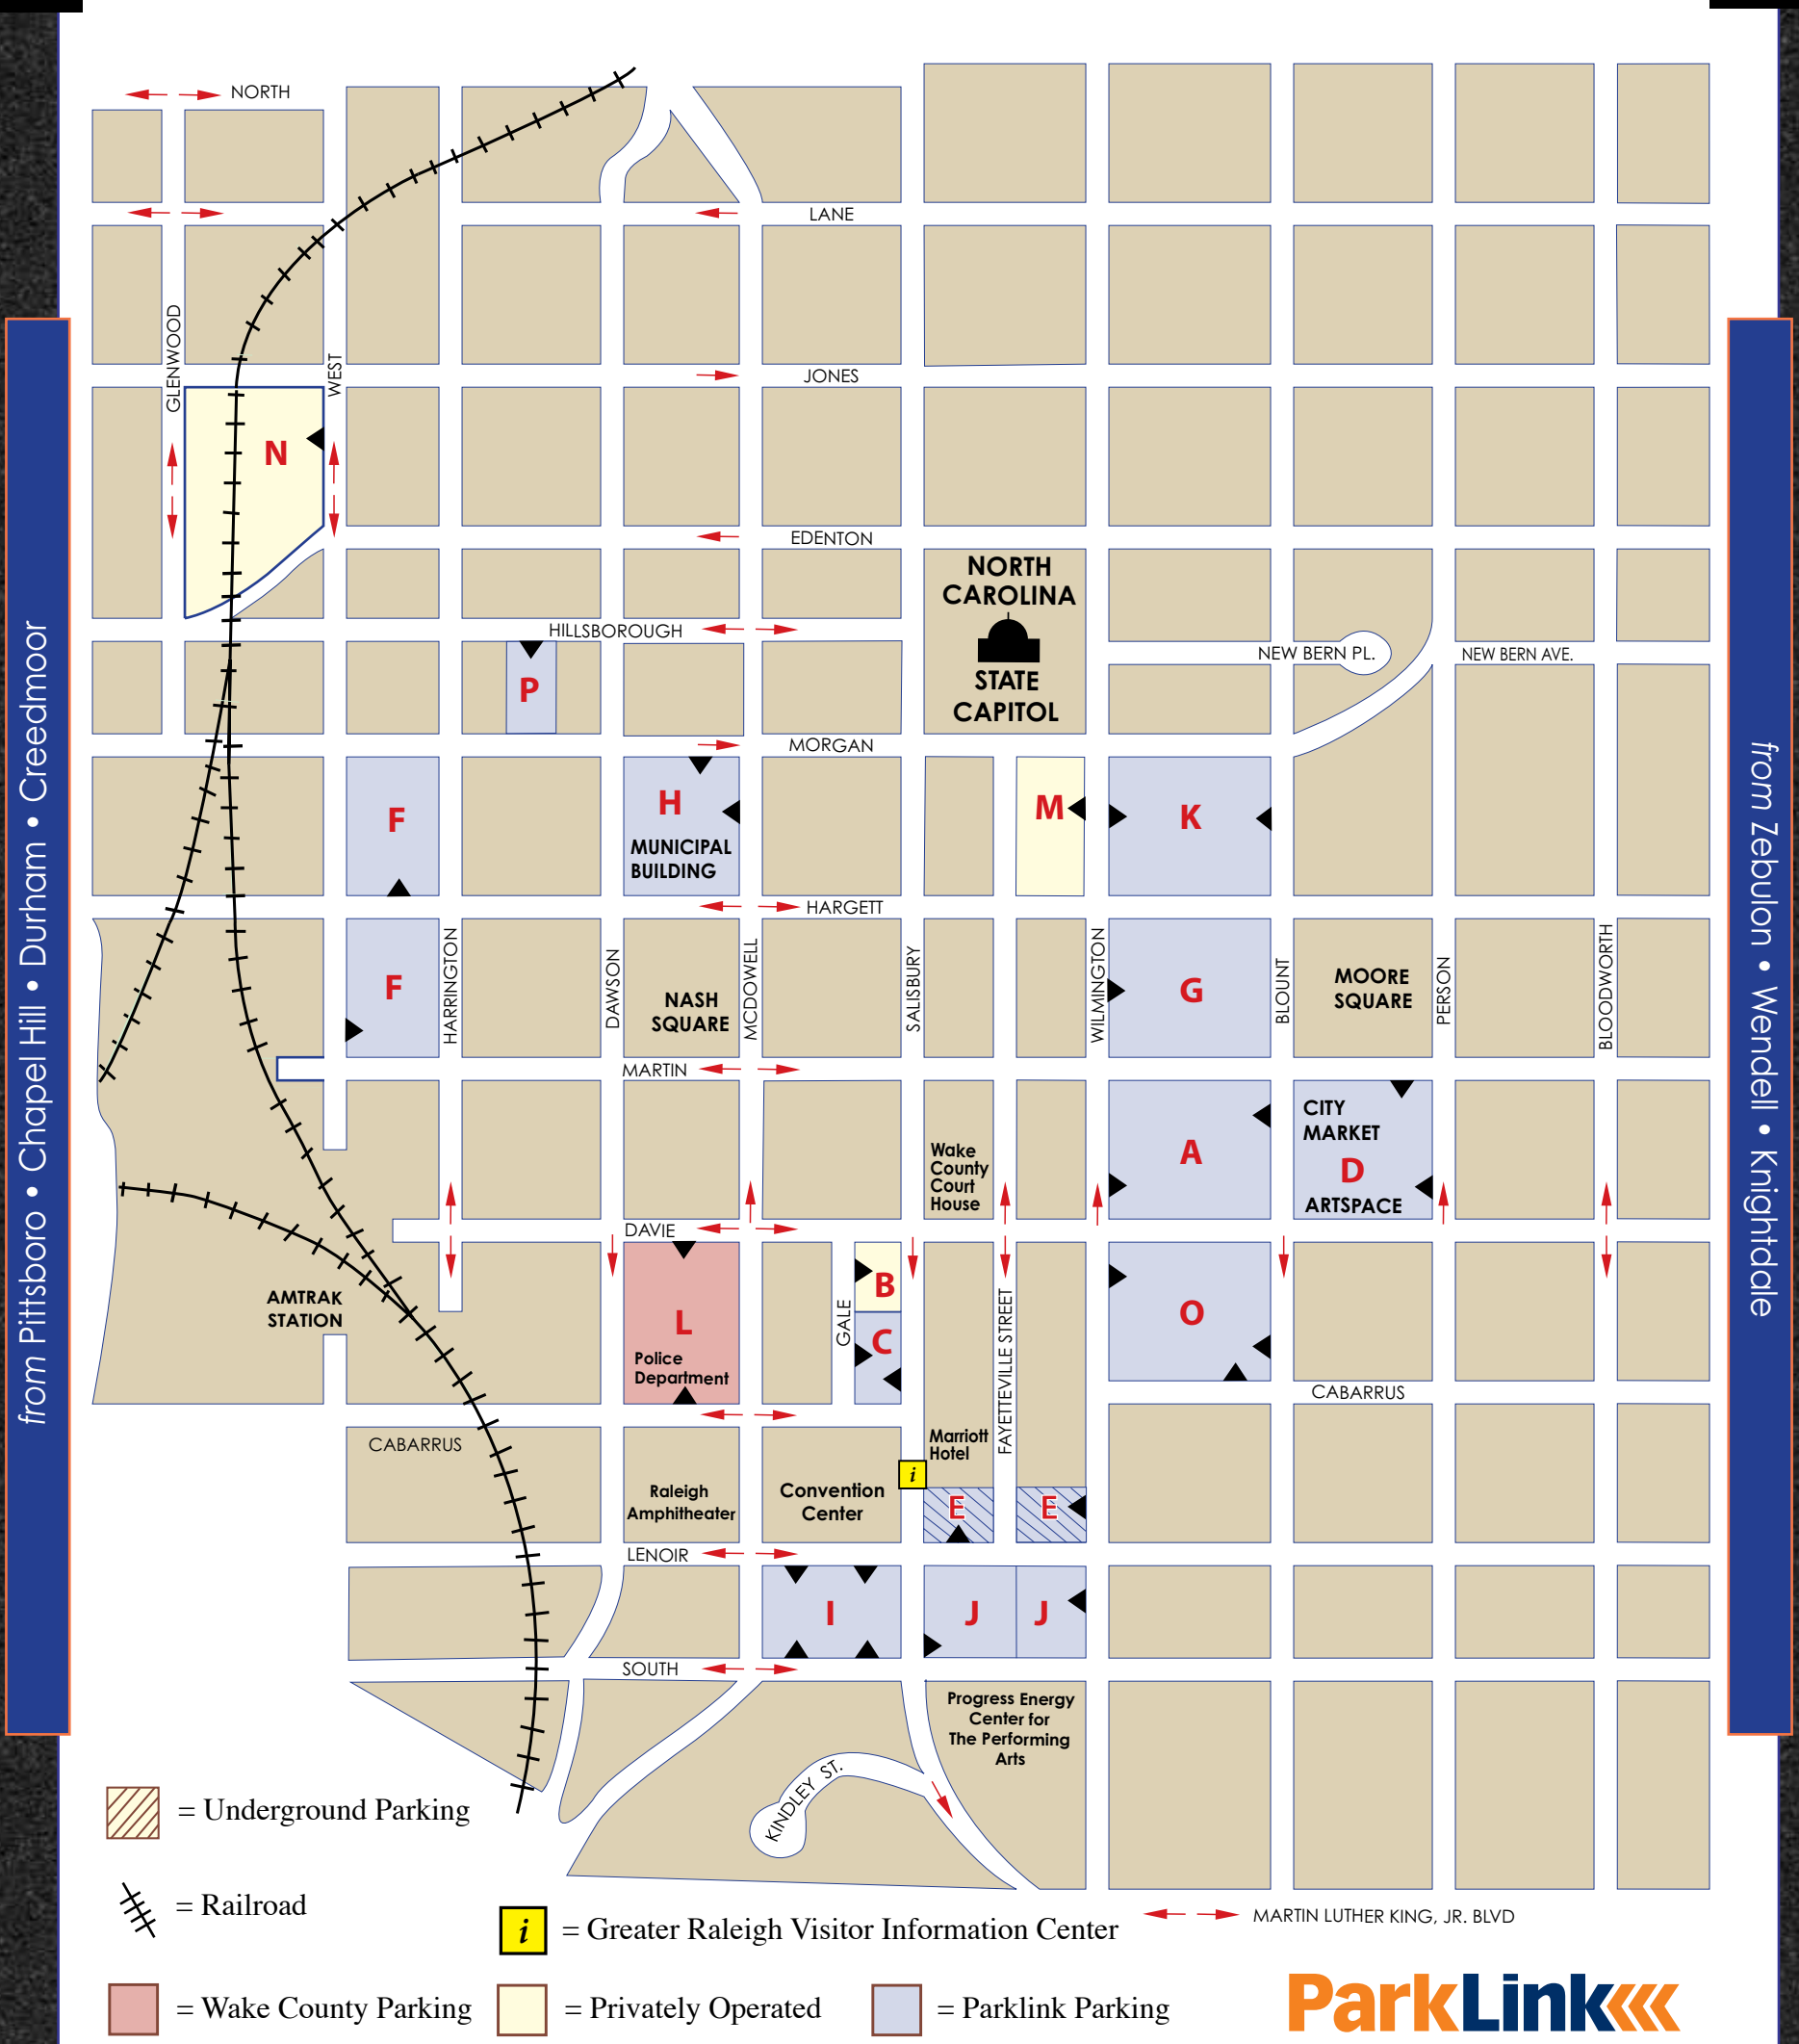 NORTH
LANE
GLENWOOD
WEST
JONES
N
EDENTON
NORTH
CAROLINA
STATE
CAPITOL
HILLSBOROUGH
NEW BERN PL.
NEW BERN AVE.
P
MORGAN
F
H
MUNICIPAL
BUILDING
M
K
HARGETT
F
HARRINGTON
DAWSON
NASH
SQUARE
MCDOWELL
SALISBURY
WILMINGTON
G
BLOUNT
MOORE
SQUARE
PERSON
BLOODWORTH
MARTIN
Wake
County
Court
House
A
CITY
MARKET
D
ARTSPACE
DAVIE
AMTRAK
STATION
L
Police
Department
GALE
B
C
FAYETTEVILLE STREET
O
CABARRUS
CABARRUS
Marriott
Hotel
i
Raleigh
Amphitheater
Convention
Center
E
E
LENOIR
I
J
J
SOUTH
Progress Energy
Center for
The Performing
Arts
KINDLEY ST.
from Pittsboro • Chapel Hill • Durham • Creedmoor
from Zebulon • Wendell • Knightdale
= Underground Parking
= Railroad
i = Greater Raleigh Visitor Information Center
MARTIN LUTHER KING, JR. BLVD
= Wake County Parking
= Privately Operated
= Parklink Parking
ParkLink